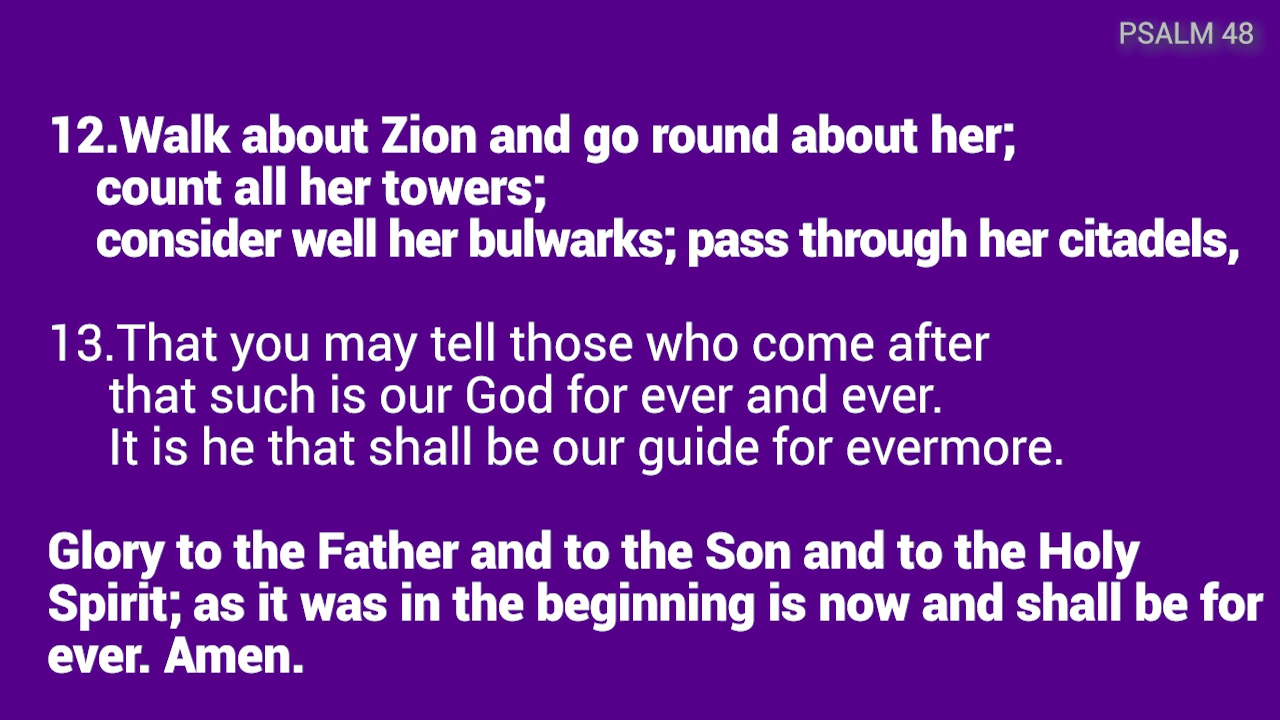 PSALM 48
12.Walk about Zion and go round about her;
count all her towers;
consider well her bulwarks; pass through her citadels,
13.That you may tell those who come after
that such is our God for ever and ever.
It is he that shall be our guide for evermore.
Glory to the Father and to the Son and to the Holy
Spirit; as it was in the beginning is now and shall be for
ever. Amen.